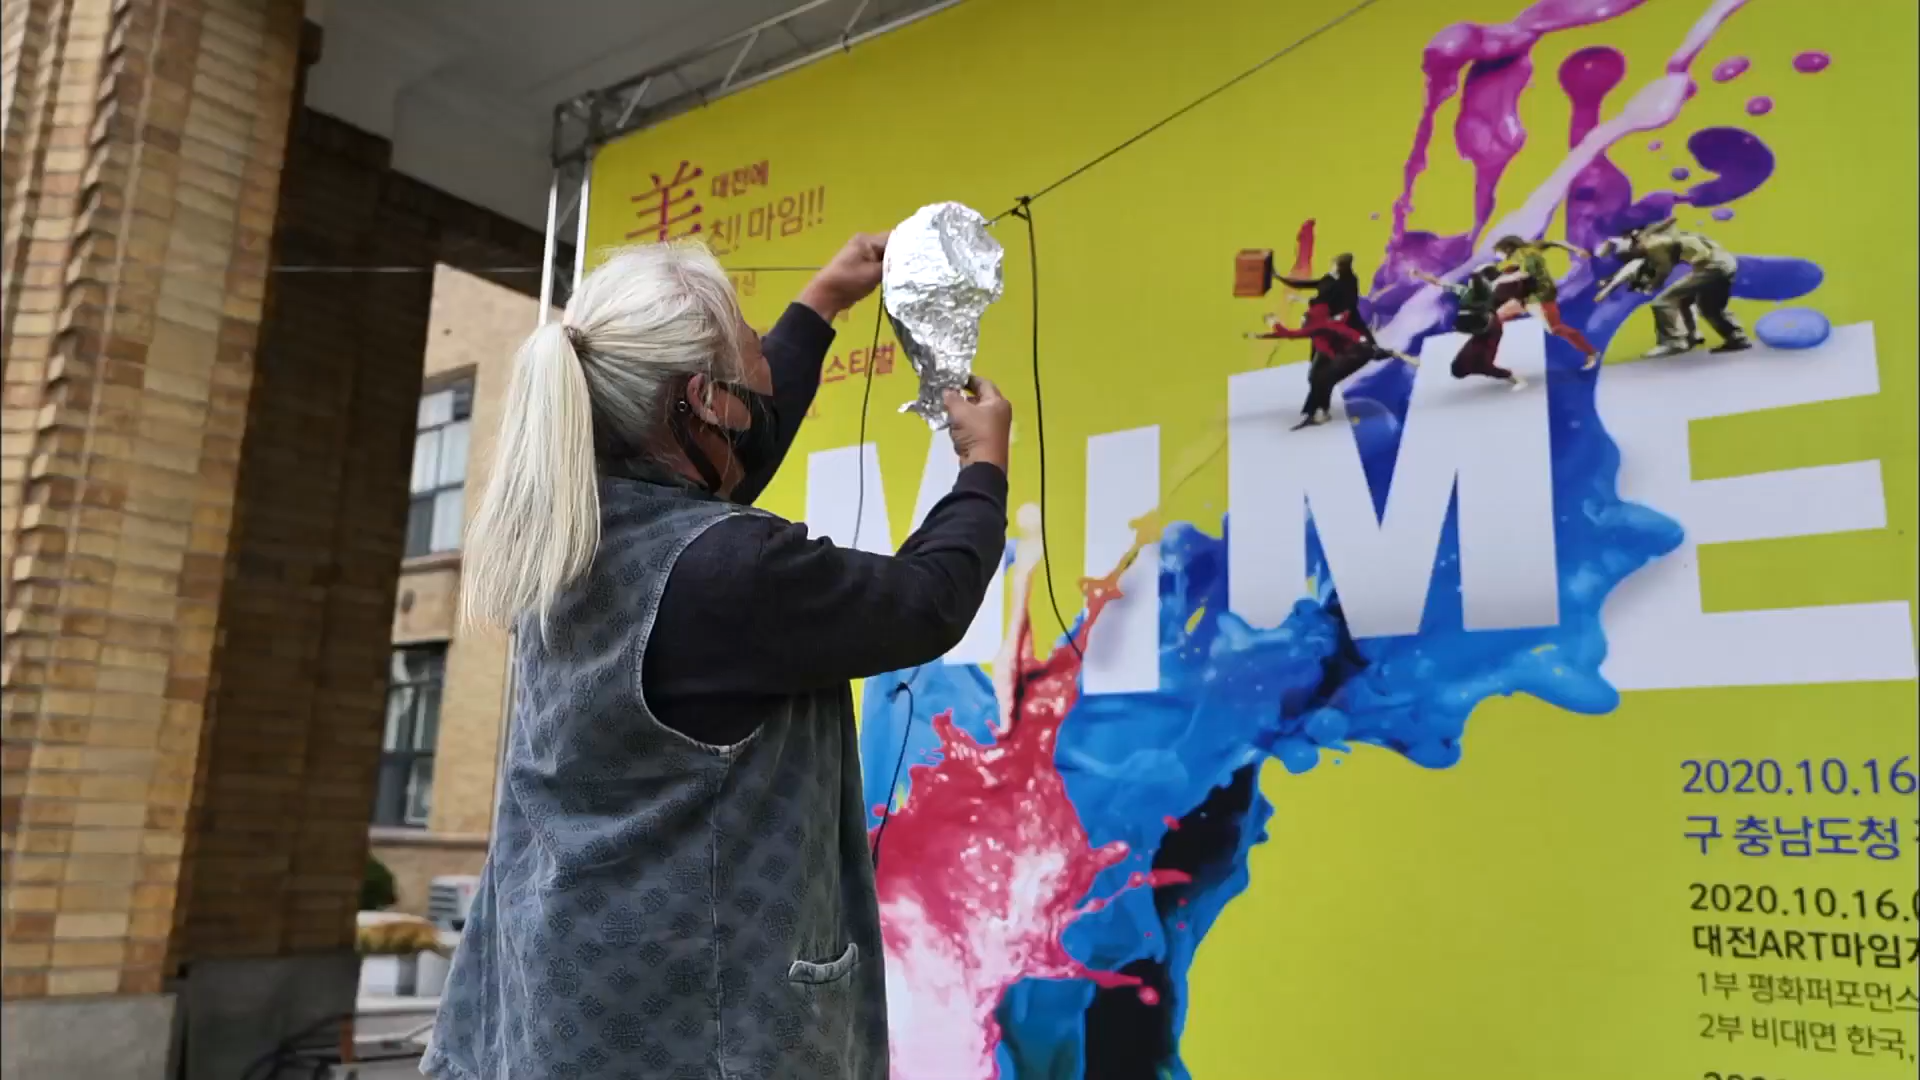 美 대전에
친! 마임!!
스티벌
MIME
2020.10.16
구 충남도청
2020.10.16.
대전ART마임
1부 평화퍼포먼스
2부 비대면 한국,